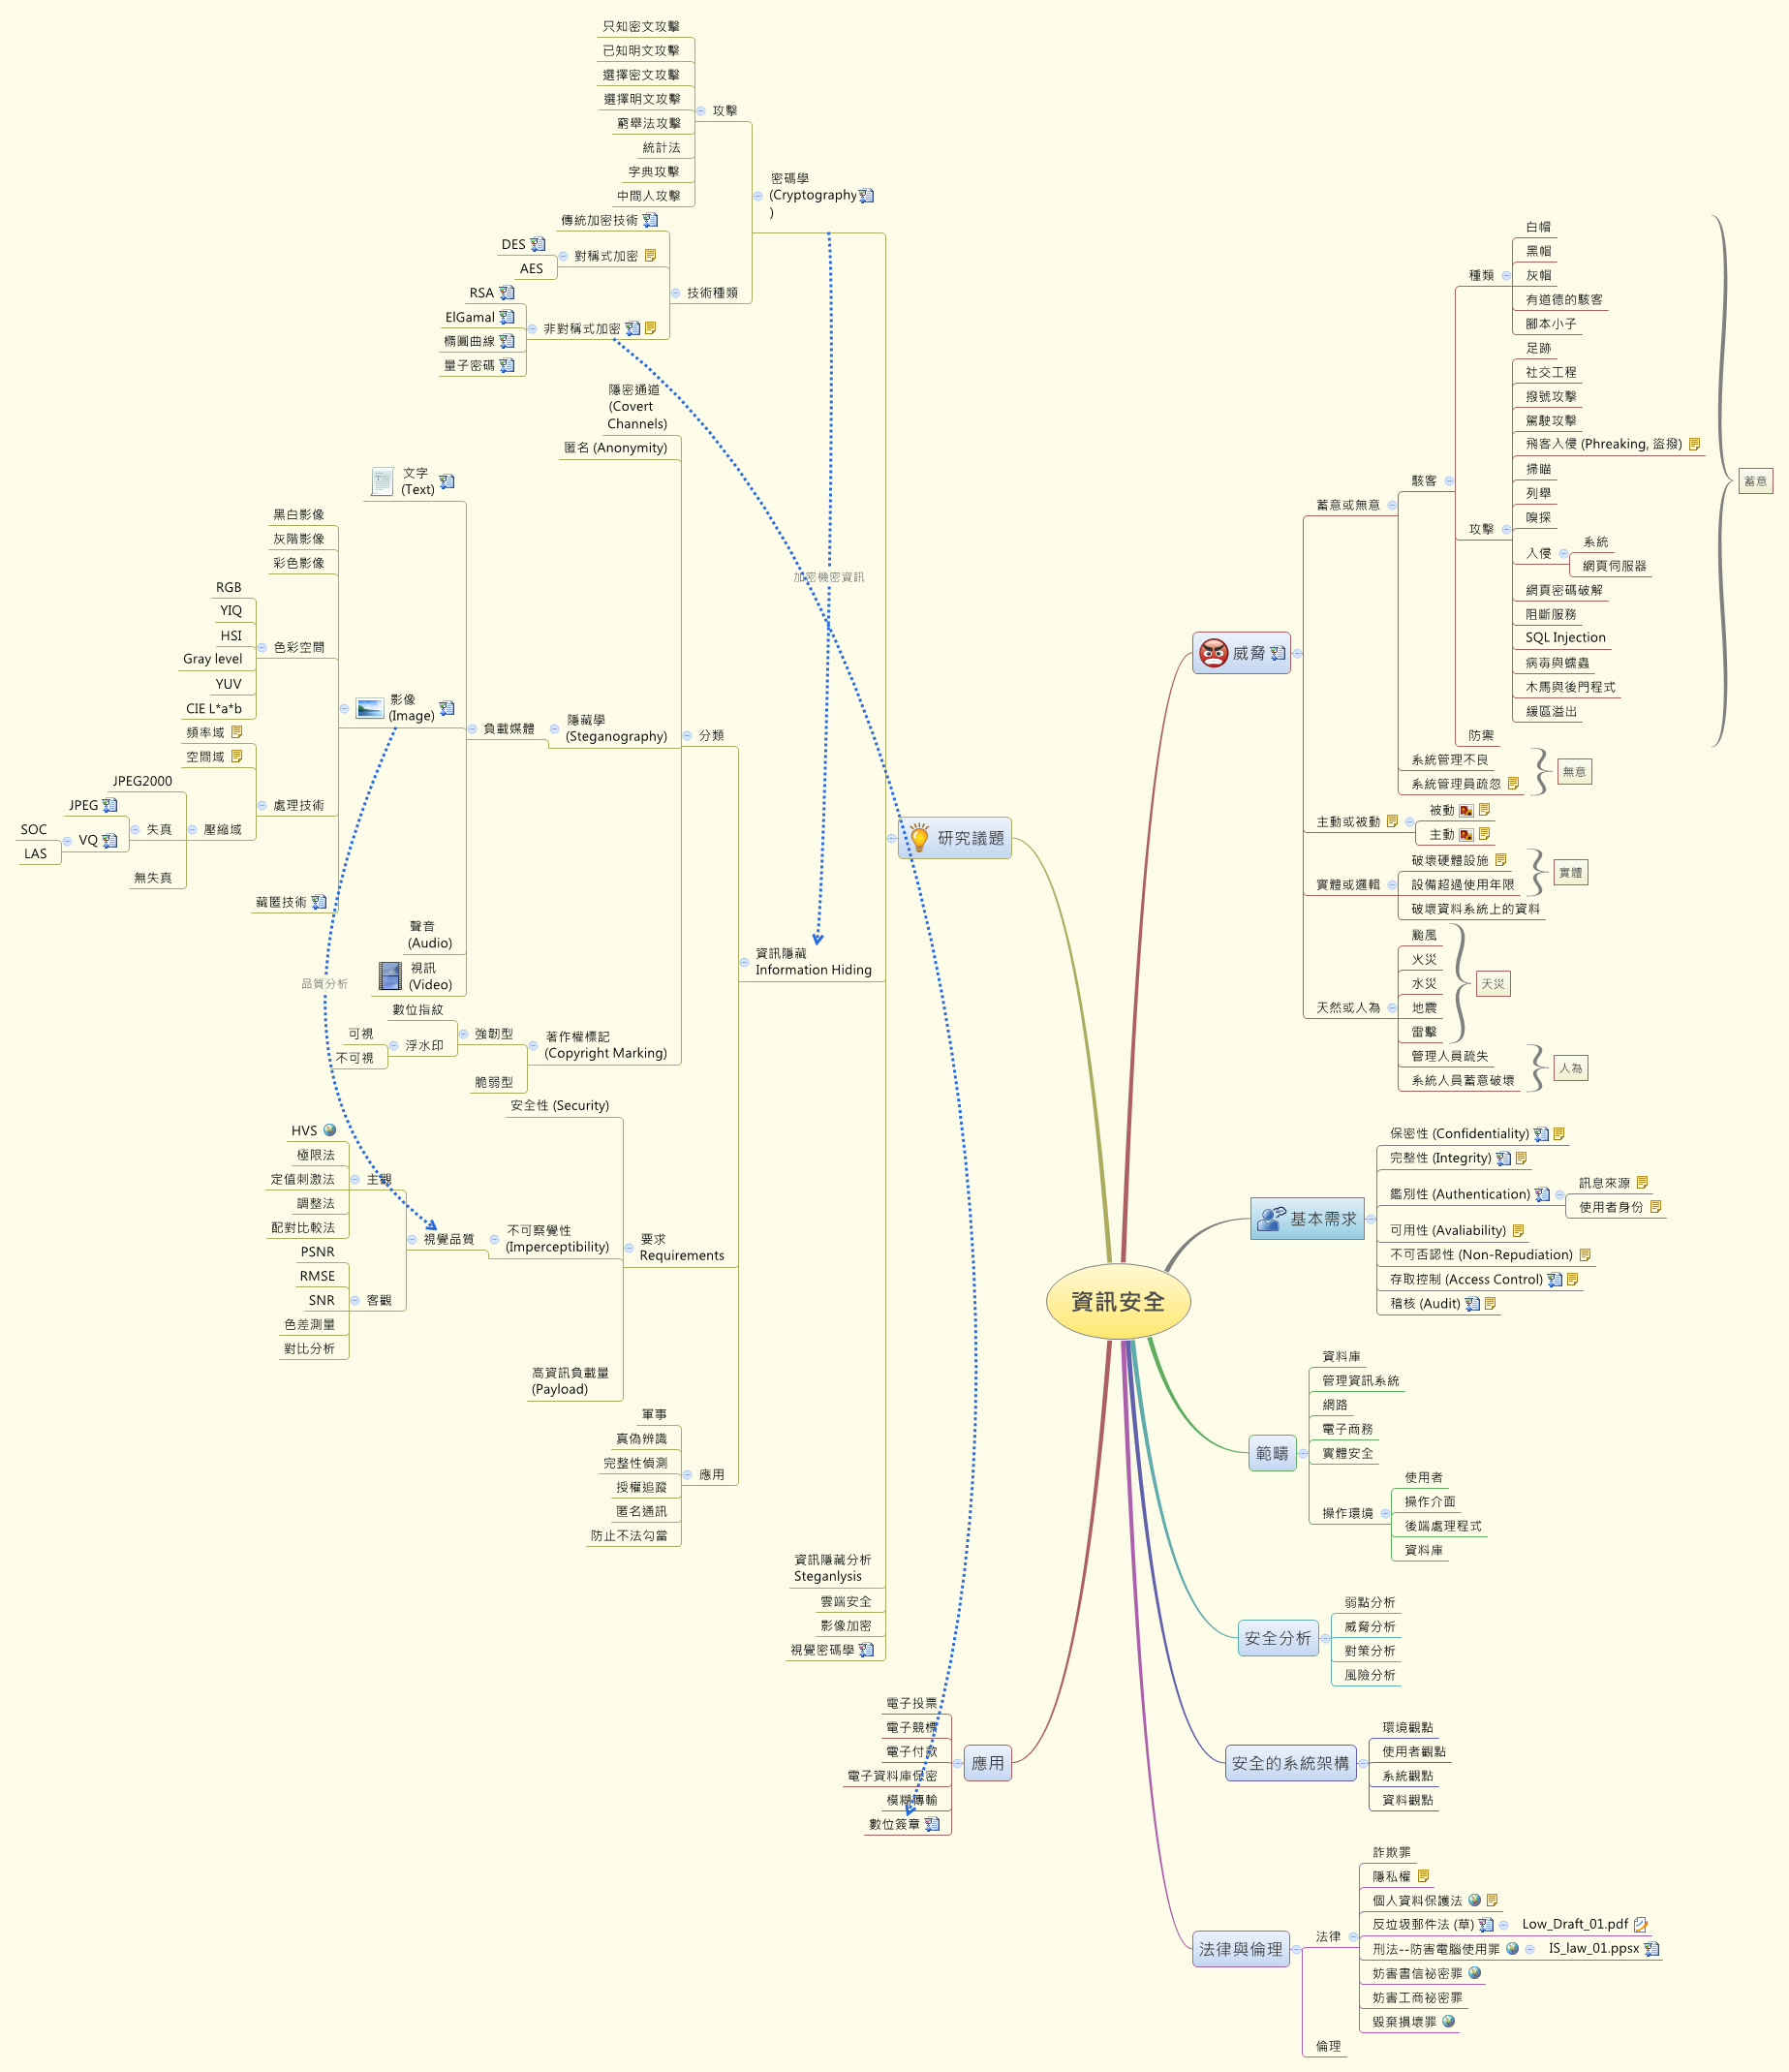 資訊安全
威脅
蓄意或無意
駭客
種類
白帽
黑帽
灰帽
有道德的駭客
腳本小子
攻擊
足跡
社交工程
撥號攻擊
駕駛攻擊
飛客入侵 (Phreaking, 盜撥)
掃瞄
列舉
嗅探
入侵
系統
網頁伺服器
網頁密碼破解
阻斷服務
SQL Injection
病毒與蠕蟲
木馬與後門程式
緩區溢出
防禦
蓄意
系統管理不良
系統管理員疏忽
無意
主動或被動
被動
主動
實體或邏輯
破壞硬體設施
設備超過使用年限
實體
破壞資料系統上的資料
天然或人為
颱風
火災
水災
地震
雷擊
天災
管理人員疏失
系統人員蓄意破壞
人為
基本需求
保密性 (Confidentiality)
完整性 (Integrity)
鑑別性 (Authentication)
訊息來源
使用者身份
可用性 (Avaliability)
不可否認性 (Non-Repudiation)
存取控制 (Access Control)
稽核 (Audit)
範疇
資料庫
管理資訊系統
網路
電子商務
實體安全
操作環境
使用者
操作介面
後端處理程式
資料庫
安全分析
弱點分析
威脅分析
對策分析
風險分析
安全的系統架構
環境觀點
使用者觀點
系統觀點
資料觀點
法律與倫理
法律
詐欺罪
隱私權
個人資料保護法
反垃圾郵件法 (草)
Low_Draft_01.pdf
刑法--防害電腦使用罪
IS_law_01.ppsx
妨害書信祕密罪
妨害工商祕密罪
毀棄損壞罪
倫理
研究議題
密碼學
(Cryptography
)
攻擊
只知密文攻擊
已知明文攻擊
選擇密文攻擊
選擇明文攻擊
窮舉法攻擊
統計法
字典攻擊
中間人攻擊
技術種類
傳統加密技術
對稱式加密
DES
AES
非對稱式加密
RSA
ElGamal
橢圓曲線
量子密碼
加密機密資訊
資訊隱藏
Information Hiding
分類
隱密通道
(Covert
Channels)
匿名 (Anonymity)
隱藏學
(Steganography)
負載媒體
文字
(Text)
影像
(Image)
黑白影像
灰階影像
彩色影像
色彩空間
RGB
YIQ
HSI
Gray level
YUV
CIE L*a*b
處理技術
頻率域
空間域
壓縮域
失真
JPEG2000
JPEG
VQ
SOC
LAS
無失真
藏匿技術
聲音
(Audio)
視訊
(Video)
品質分析
著作權標記
(Copyright Marking)
強韌型
數位指紋
浮水印
可視
不可視
脆弱型
要求
Requirements
安全性 (Security)
不可察覺性
(Imperceptibility)
視覺品質
主觀
HVS
極限法
定值刺激法
調整法
配對比較法
客觀
PSNR
RMSE
SNR
色差測量
對比分析
高資訊負載量
(Payload)
應用
軍事
真偽辨識
完整性偵測
授權追蹤
匿名通訊
防止不法勾當
資訊隱藏分析
Steganlysis
雲端安全
影像加密
視覺密碼學
應用
電子投票
電子競標
電子付款
電子資料庫保密
模糊傳輸
數位簽章